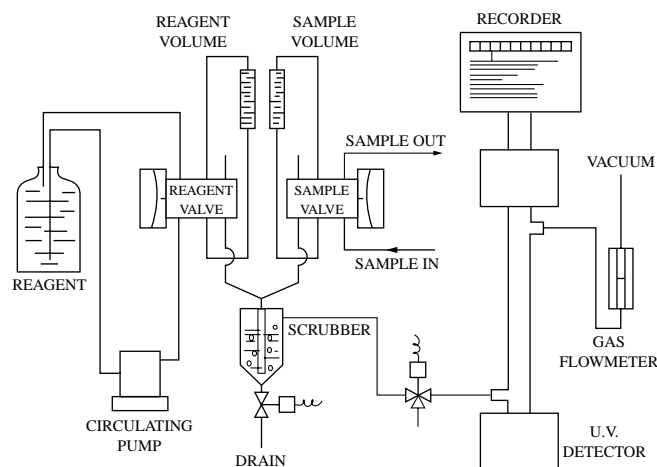 REAGENT
VOLUME
SAMPLE
VOLUME
RECORDER
SAMPLE OUT
VACUUM
REAGENT
VALVE
SAMPLE
VALVE
SAMPLE IN
REAGENT
SCRUBBER
GAS
FLOWMETER
CIRCULATING
PUMP
DRAIN
U.V.
DETECTOR